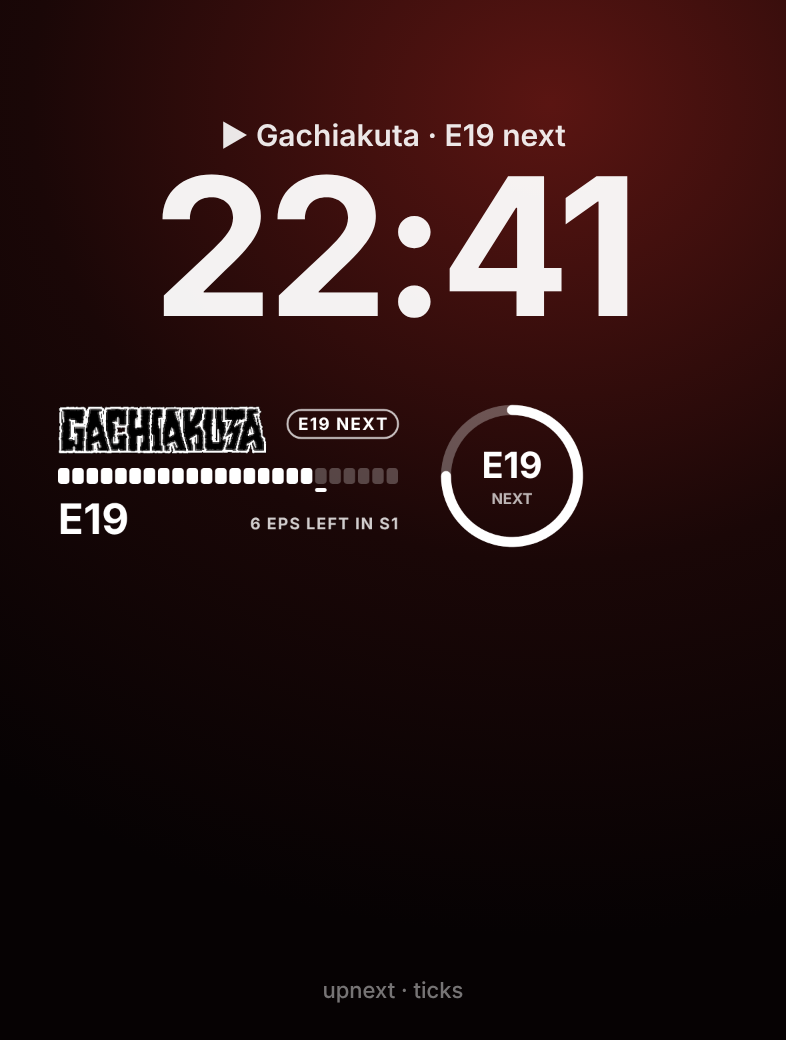 ▶ Gachiakuta · E19 next
22:41
GACHIAKUTA
E19 NEXT
E19
6 EPS LEFT IN S1
E19
NEXT
upnext · ticks